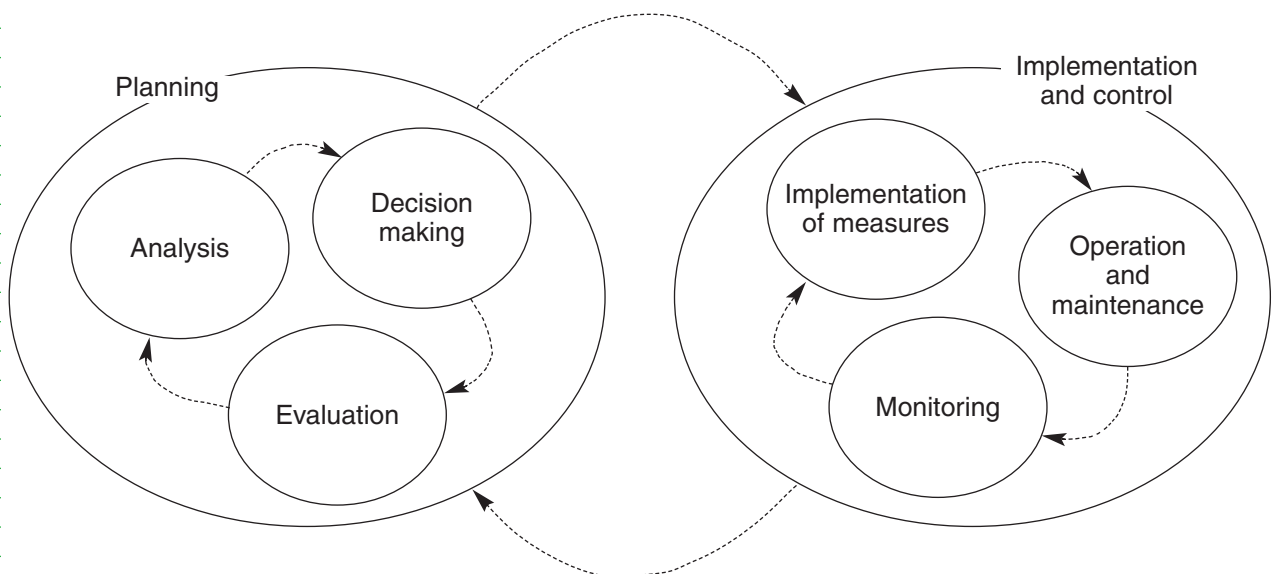 Planning
Analysis
Decision
making
Evaluation
Implementation
and control
Implementation
of measures
Operation
and
maintenance
Monitoring